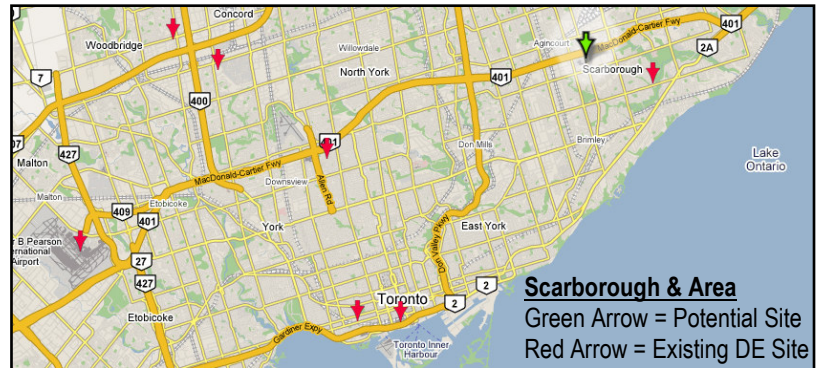 Concord
401
Woodbridge
Willowdale
Agincourt
MacDonald-Cartier Fwy
2A
7
North York
401
Scarborough
400
07
401
Don Mills
Brimley
Lake
Ontario
Malton
427
MacDonald-Cartier Fwy
Downsview
Allen Rd
Malton
Etobicoke
409
401
York
East York
Don Valley Pkwy
r B Pearson
ernational
Airport
27
427
2
Scarborough & Area
Toronto
2
Green Arrow = Potential Site
Etobicoke
Gardiner Expy
Toronto Inner
Harbour
Red Arrow = Existing DE Site